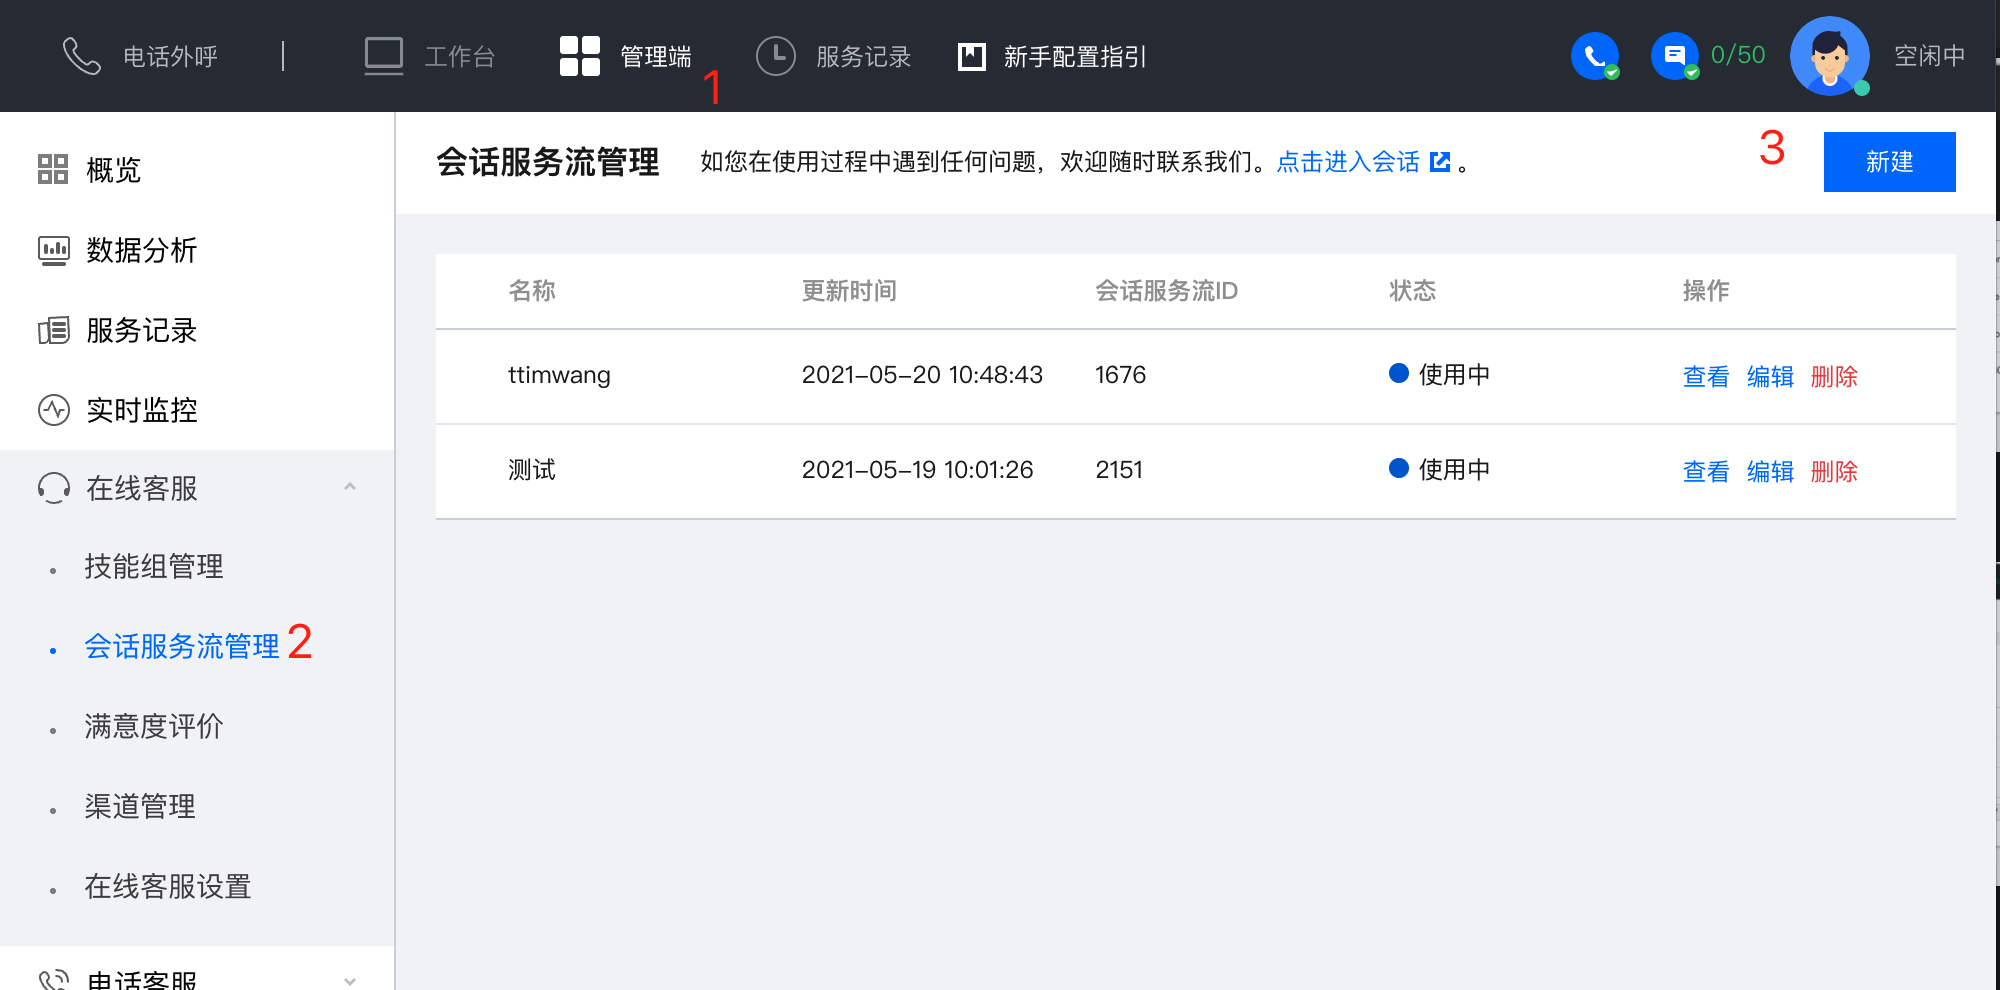 电话外呼 工作台 管理端 1 服务记录 新手配置指引 0/50 空闲中
概览
数据分析
服务记录
实时监控
在线客服
技能组管理
会话服务流管理 2
满意度评价
渠道管理
在线客服设置
电话客服
会话服务流管理 如您在使用过程中遇到任何问题，欢迎随时联系我们。点击进入会话 。 3 新建
名称 更新时间 会话服务流ID 状态 操作
ttimwang 2021-05-20 10:48:43 1676 使用中 查看 编辑 删除
测试 2021-05-19 10:01:26 2151 使用中 查看 编辑 删除